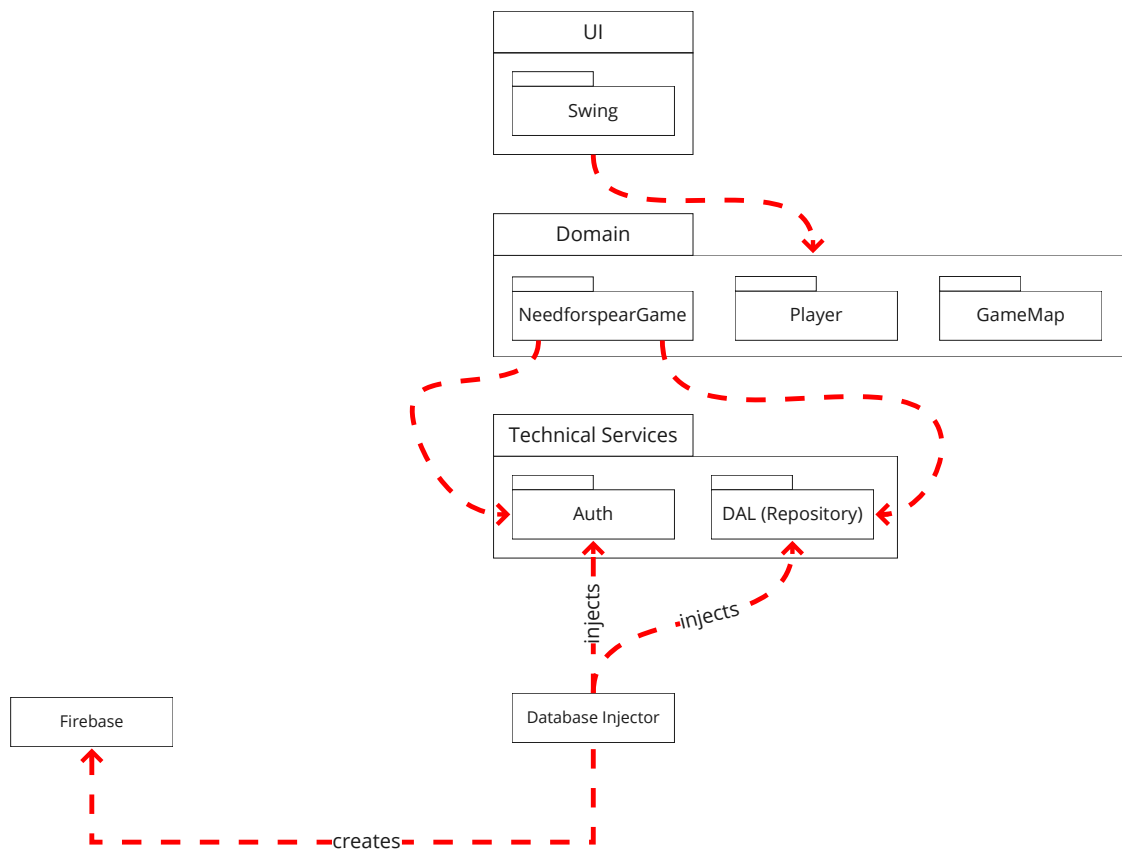 UI
Swing
Domain
NeedforspearGame
Player
GameMap
Technical Services
Auth
DAL (Repository)
injects
injects
Firebase
Database Injector
creates